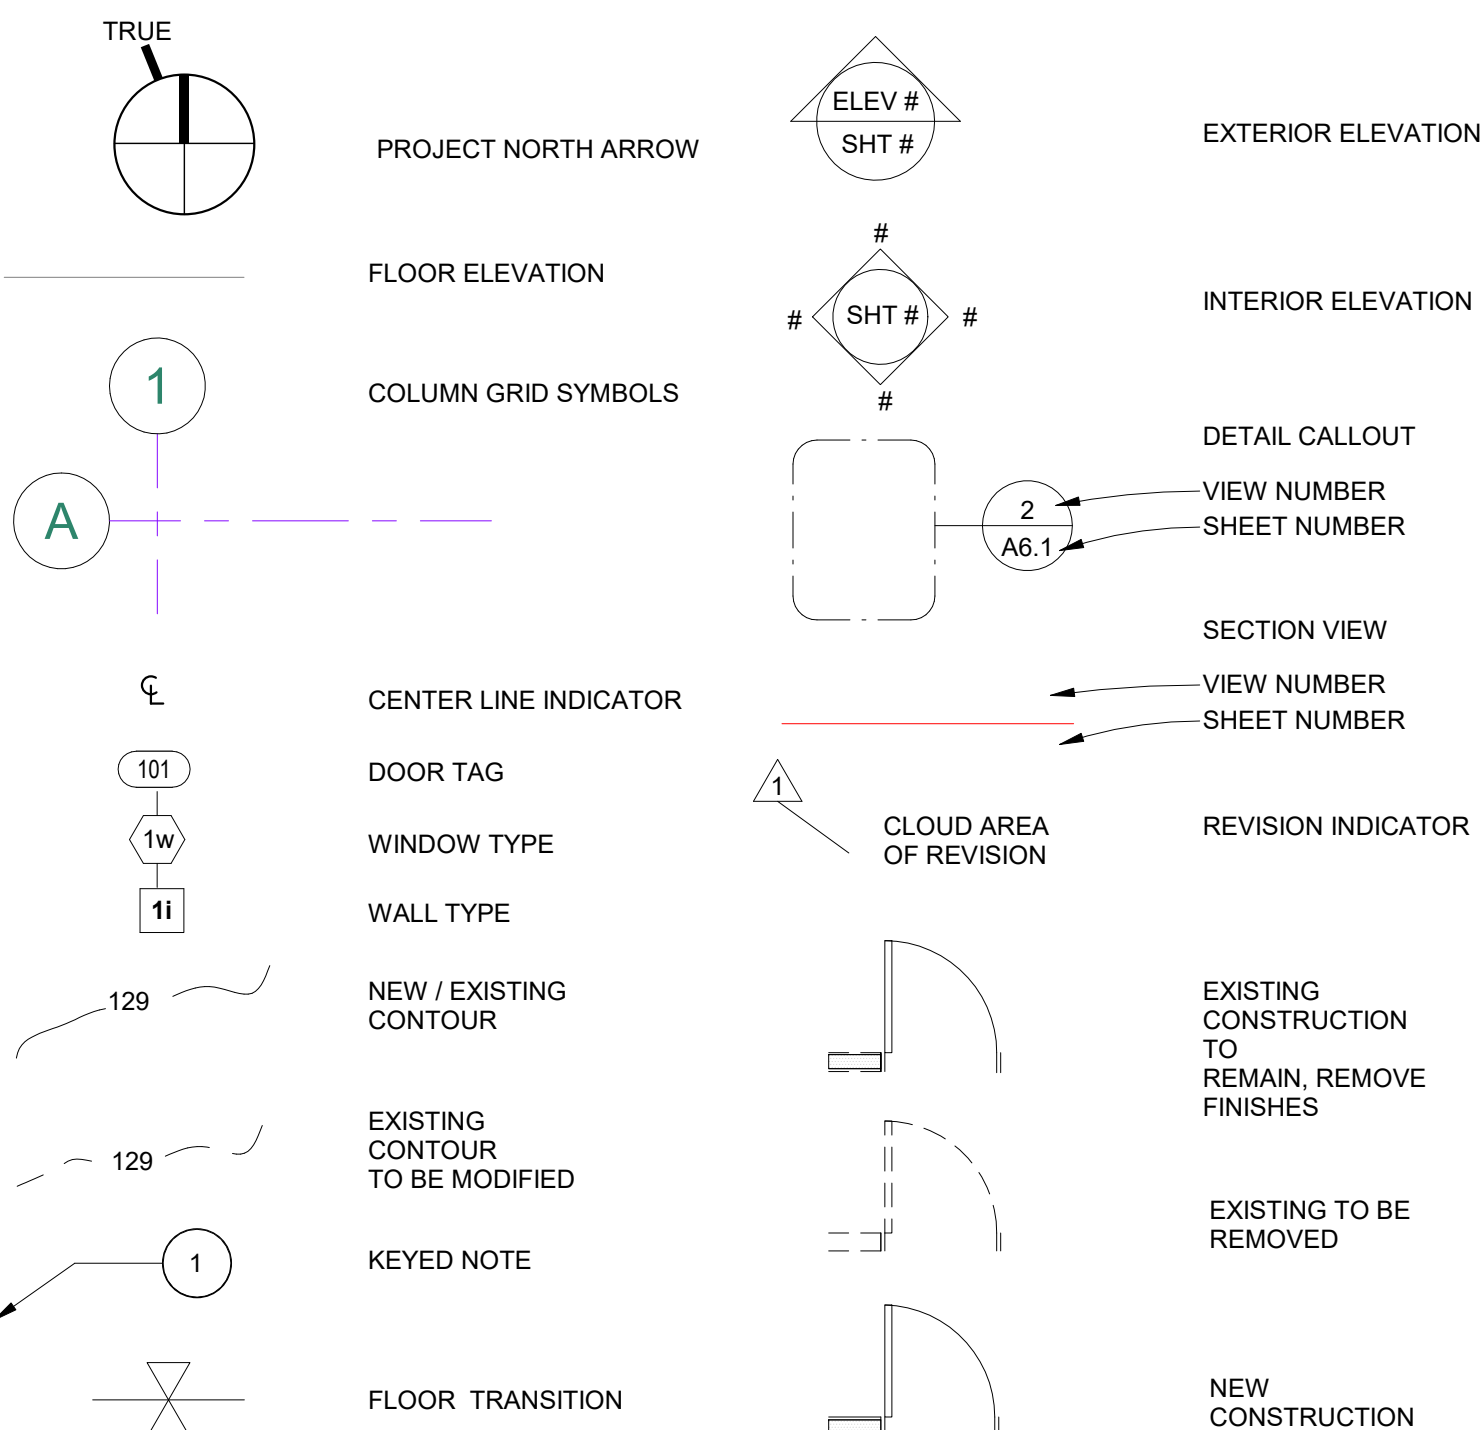 TRUE
PROJECT NORTH ARROW
FLOOR ELEVATION
1
COLUMN GRID SYMBOLS
A
CENTER LINE INDICATOR
101
DOOR TAG
1w
WINDOW TYPE
1i
WALL TYPE
129
NEW / EXISTING
CONTOUR
129
EXISTING
CONTOUR
TO BE MODIFIED
1
KEYED NOTE
FLOOR TRANSITION
ELEV #
SHT #
EXTERIOR ELEVATION
#
# SHT # #
#
INTERIOR ELEVATION
DETAIL CALLOUT
2
VIEW NUMBER
A6.1
SHEET NUMBER
SECTION VIEW
VIEW NUMBER
SHEET NUMBER
1
CLOUD AREA
OF REVISION
REVISION INDICATOR
EXISTING
CONSTRUCTION
TO
REMAIN, REMOVE
FINISHES
EXISTING TO BE
REMOVED
NEW
CONSTRUCTION